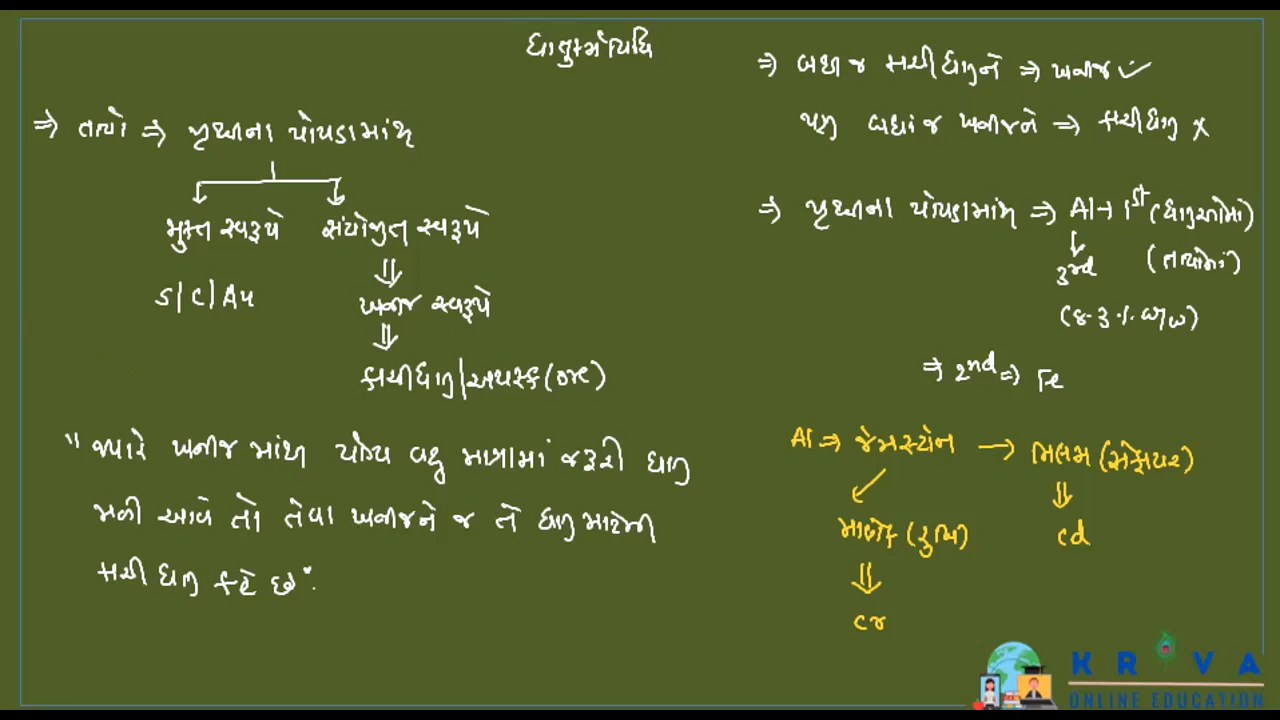 ધાતુકર્મવિધિ
⇒ તત્વો ⇒ પૃથ્વીના પોપડામાંથી
મુક્ત સ્વરૂપે સંયોજીત સ્વરૂપે
S/C/Au
ખનીજ સ્વરૂપે
કાચીધાતુ/અયસ્ક(ore)
"જ્યારે ખનીજ માંથી યોગ્ય વધુ માત્રામાં જરૂરી ધાતુ
મળી આવે તો તેવા ખનીજને જ તે ધાતુ માટેની
કાચી ધાતુ કહે છે".
⇒ બધી જ કાચીધાતુને ⇒ ખનીજ ✓
પણ બધાં જ ખનીજને ⇒ કાચીધાતુ ×
⇒ પૃથ્વીના પોપડામાંથી ⇒ Al → 1st (ધાતુઓમાં)
3rd (તત્વોમાં)
(8.3 % w/w)
⇒ 2nd ⇒ Fe
Al ⇒ જેમસ્ટોન → નિલમ (સેફાયર)
માણેક (રુબિ) cd
cr
KRIVA
ONLINE EDUCATION